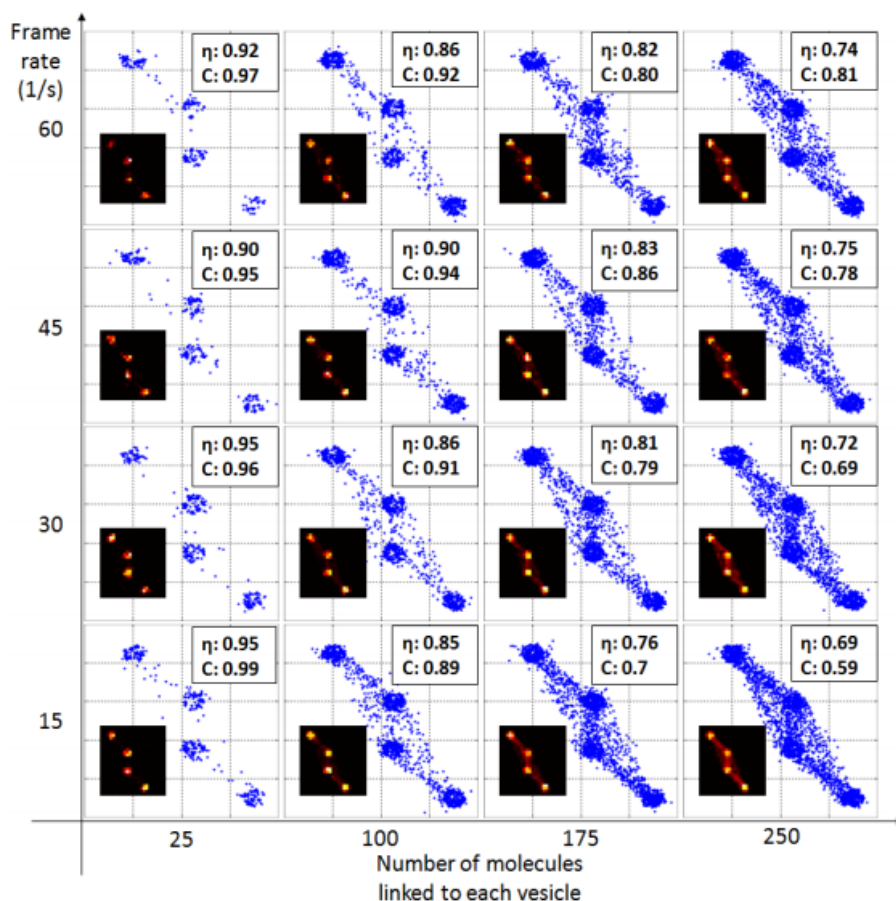 Frame
rate
(1/s)
60
η: 0.92
C: 0.97
η: 0.86
C: 0.92
η: 0.82
C: 0.80
η: 0.74
C: 0.81
45
η: 0.90
C: 0.95
η: 0.90
C: 0.94
η: 0.83
C: 0.86
η: 0.75
C: 0.78
30
η: 0.95
C: 0.96
η: 0.86
C: 0.91
η: 0.81
C: 0.79
η: 0.72
C: 0.69
15
η: 0.95
C: 0.99
η: 0.85
C: 0.89
η: 0.76
C: 0.7
η: 0.69
C: 0.59
25
100
175
250
Number of molecules
linked to each vesicle